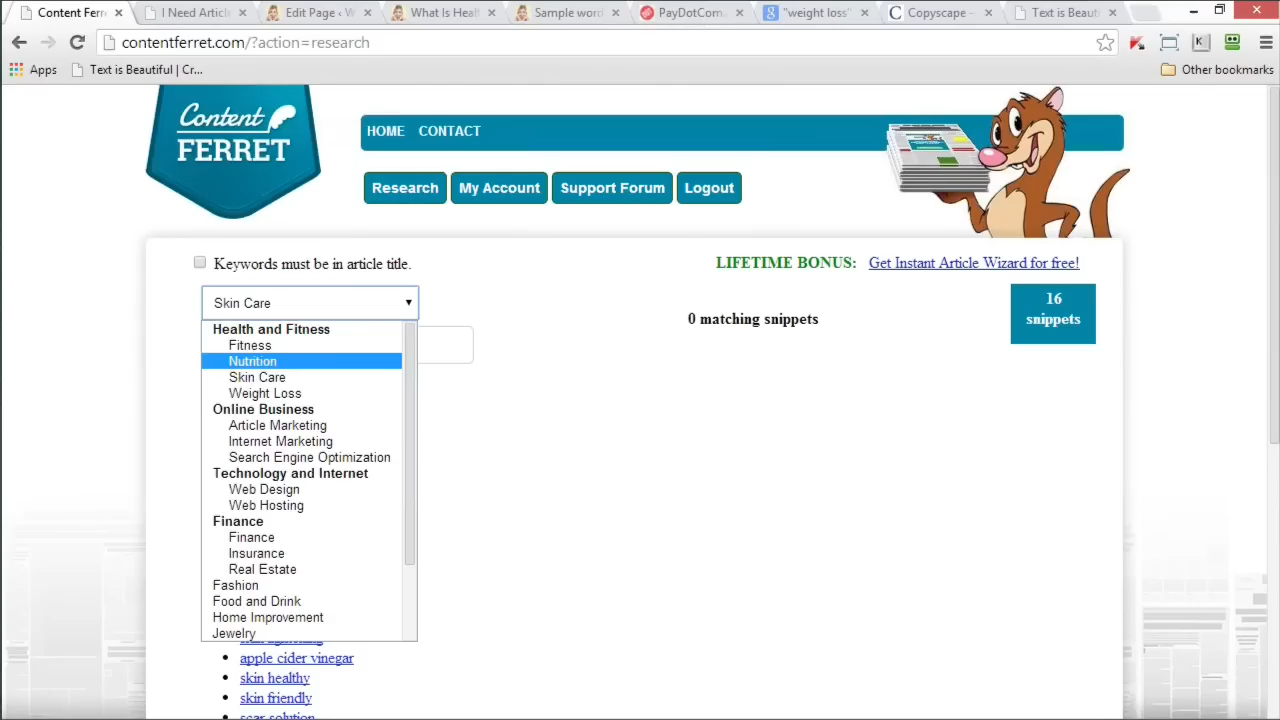 Content Ferr
I Need Article
Edit Page ‹ W
What Is Healt
Sample word
PayDotCom
"weight loss"
Copyscape -
Text is Beaut
contentferret.com/?action=research
Apps
Text is Beautiful | Cr...
Other bookmarks
Content
FERRET
HOME CONTACT
Research My Account Support Forum Logout
Keywords must be in article title.
LIFETIME BONUS: Get Instant Article Wizard for free!
Skin Care
0 matching snippets
16
snippets
Health and Fitness
Fitness
Nutrition
Skin Care
Weight Loss
Online Business
Article Marketing
Internet Marketing
Search Engine Optimization
Technology and Internet
Web Design
Web Hosting
Finance
Finance
Insurance
Real Estate
Fashion
Food and Drink
Home Improvement
Jewelry
apple cider vinegar
skin healthy
skin friendly
scar solution